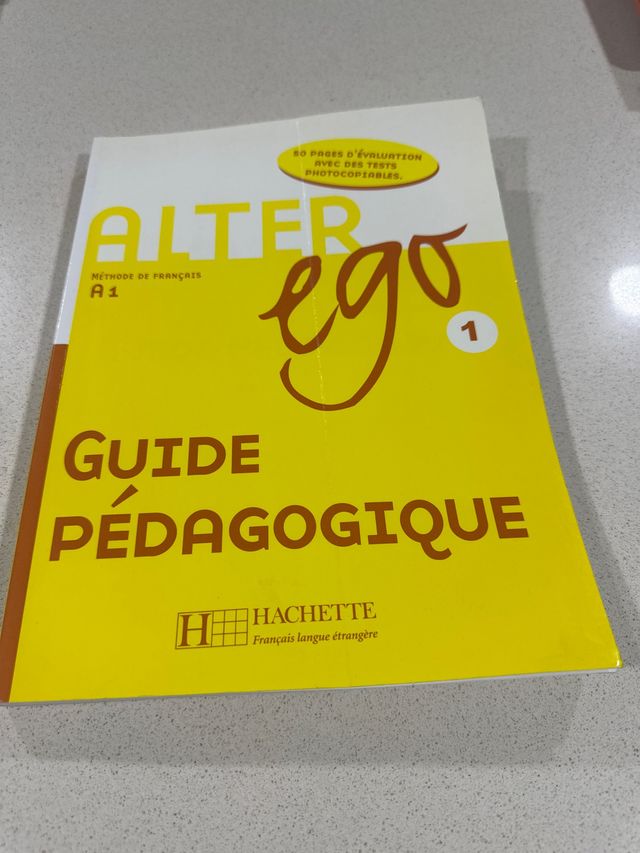 80 PAGES D'ÉVALUATION
AVEC DES TESTS
PHOTOCOPIABLES.
ALTER
ego
MÉTHODE DE FRANÇAIS
A1
1
GUIDE
PÉDAGOGIQUE
H HACHETTE
Français langue étrangère